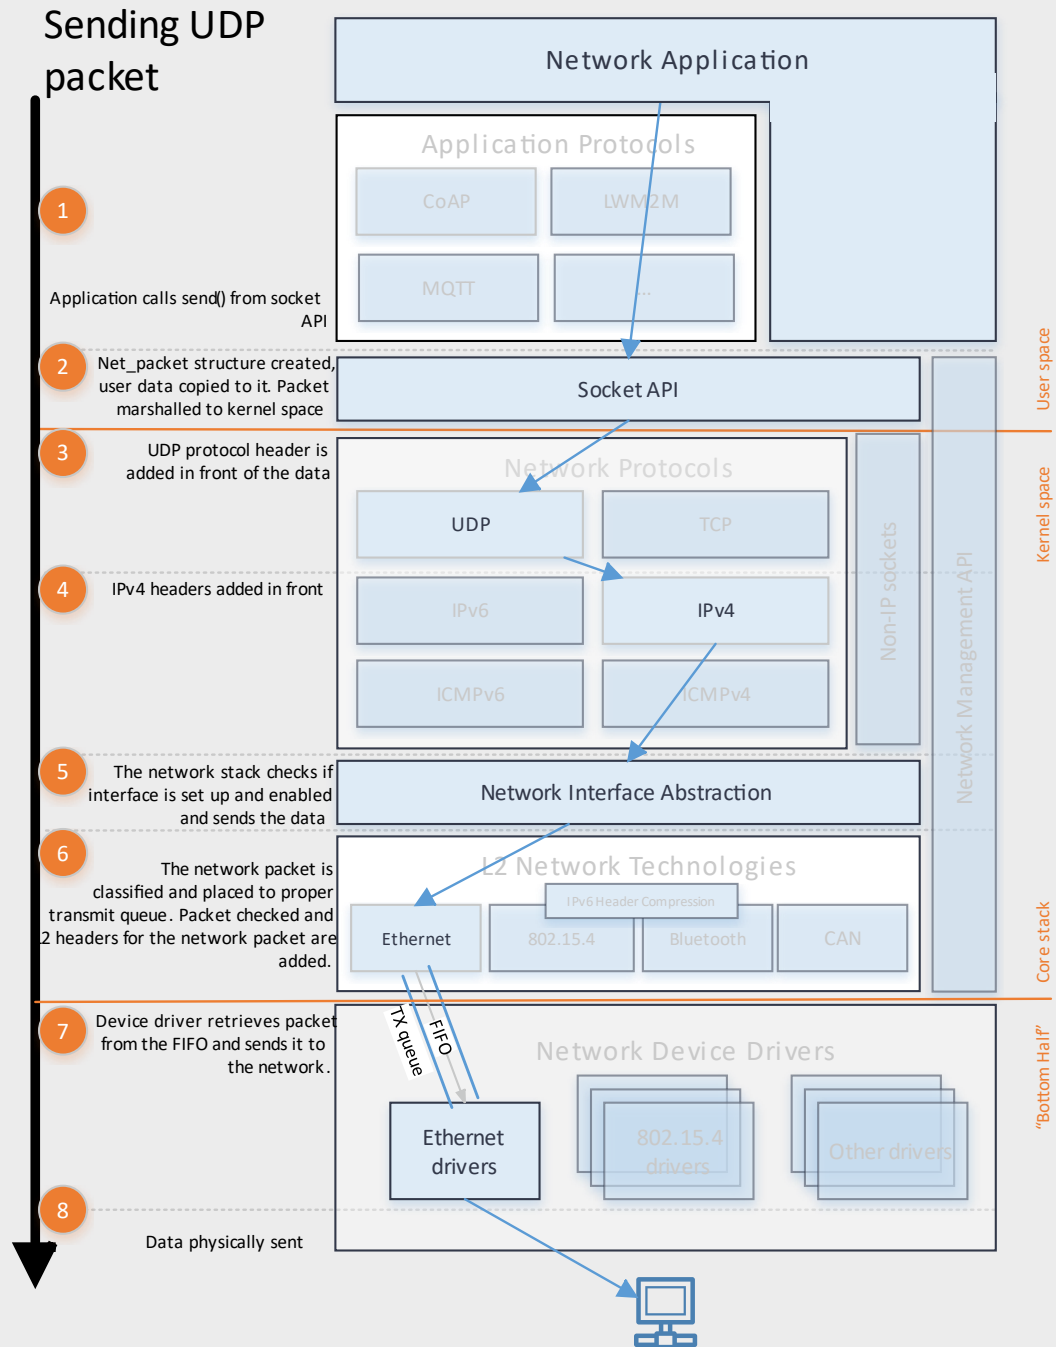 Sending UDP
packet
Network Application
Application Protocols
CoAP
LWM2M
MQTT
...
1
Application calls send() from socket
API
2
Net_packet structure created,
user data copied to it. Packet
marshalled to kernel space
Socket API
User space
3
UDP protocol header is
added in front of the data
Network Protocols
UDP
TCP
Kernel space
4
IPv4 headers added in front
IPv6
IPv4
ICMPv6
ICMPv4
Non-IP sockets
Network Management API
5
The network stack checks if
interface is set up and enabled
and sends the data
Network Interface Abstraction
6
The network packet is
classified and placed to proper
transmit queue. Packet checked and
L2 headers for the network packet are
added.
L2 Network Technologies
IPv6 Header Compression
Ethernet
802.15.4
Bluetooth
CAN
Core stack
7
Device driver retrieves packet
from the FIFO and sends it to
the network.
TX queue
FIFO
Network Device Drivers
Ethernet
drivers
802.15.4
drivers
Other drivers
"Bottom Half"
8
Data physically sent